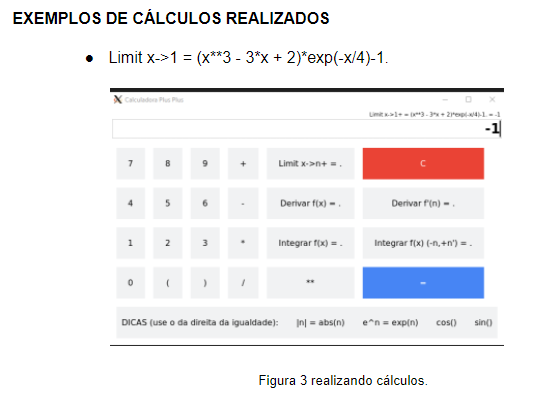 EXEMPLOS DE CÁLCULOS REALIZADOS
● Limit x->1 = (x**3 - 3*x + 2)*exp(-x/4)-1.
Calculadora Plus Plus
Limit x->1+ = (x**3 - 3*x + 2)*exp(-x/4)-1. = -1
-1
7 8 9 + Limit x->n+ = . C
4 5 6 - Derivar f(x) = . Derivar f'(n) = .
1 2 3 * Integrar f(x) = . Integrar f(x) (-n,+n') = .
0 ( ) / ** =
DICAS (use o da direita da igualdade): |n| = abs(n) e^n = exp(n) cos() sin()
Figura 3 realizando cálculos.